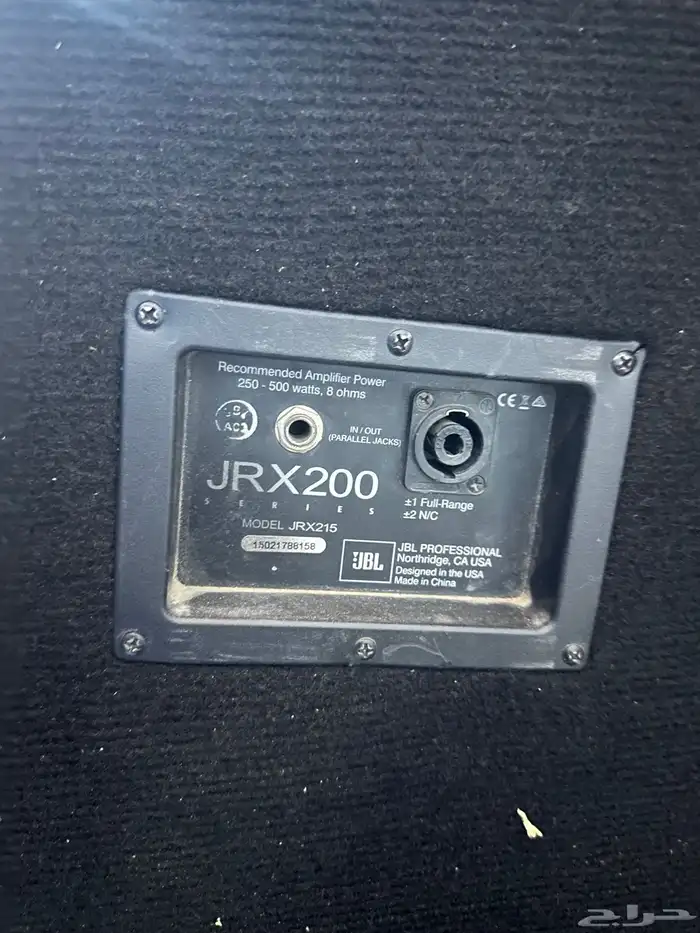 Recommended Amplifier Power
250 - 500 watts, 8 ohms
IN / OUT
(PARALLEL JACKS)
CE
JRX200
SERIES
±1 Full-Range
±2 N/C
MODEL JRX215
15021788158
JBL
JBL PROFESSIONAL
Northridge, CA USA
Designed in the USA
Made in China
حراج